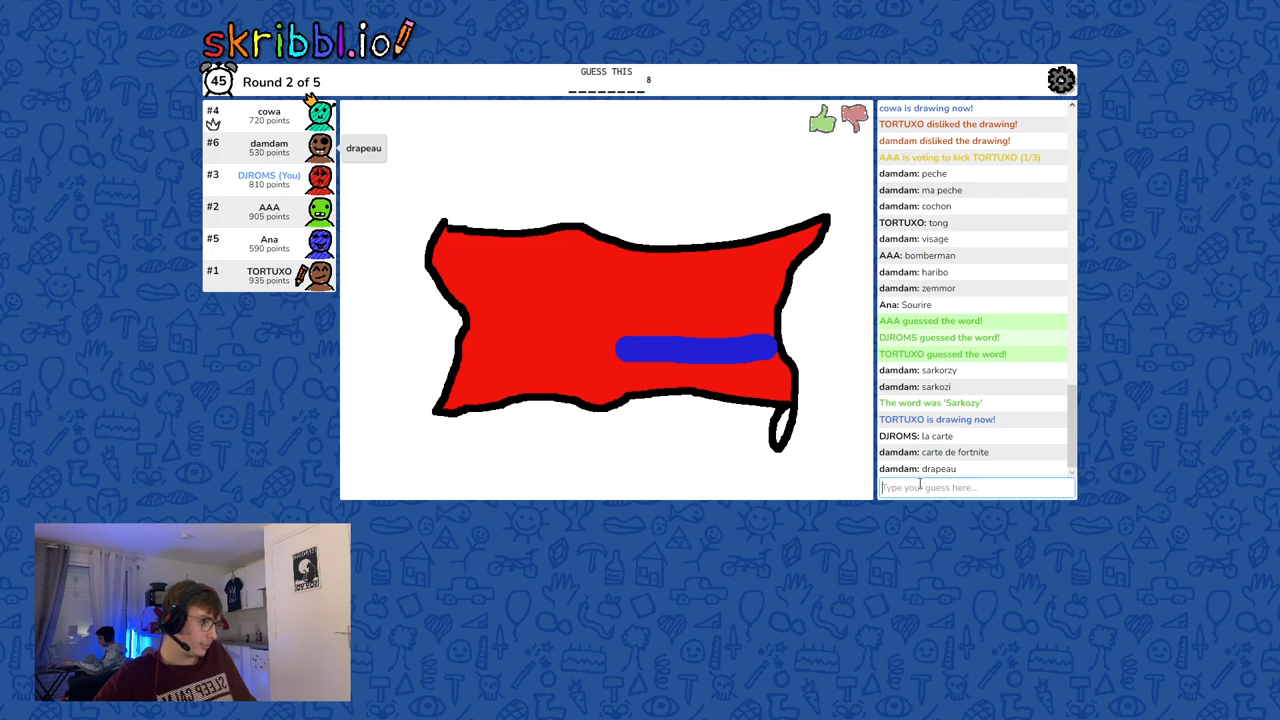 skribbl.io
45
Round 2 of 5
GUESS THIS
________ 8
#4 cowa
720 points
#6 damdam
530 points
drapeau
#3 DJROMS (You)
810 points
#2 AAA
905 points
#5 Ana
590 points
#1 TORTUXO
935 points
cowa is drawing now!
TORTUXO disliked the drawing!
damdam disliked the drawing!
AAA is voting to kick TORTUXO (1/3)
damdam: peche
damdam: ma peche
damdam: cochon
TORTUXO: tong
damdam: visage
AAA: bomberman
damdam: haribo
damdam: zemmor
Ana: Sourire
AAA guessed the word!
DJROMS guessed the word!
TORTUXO guessed the word!
damdam: sarkorzy
damdam: sarkozi
The word was 'Sarkozy'
TORTUXO is drawing now!
DJROMS: la carte
damdam: carte de fortnite
damdam: drapeau
Type your guess here...